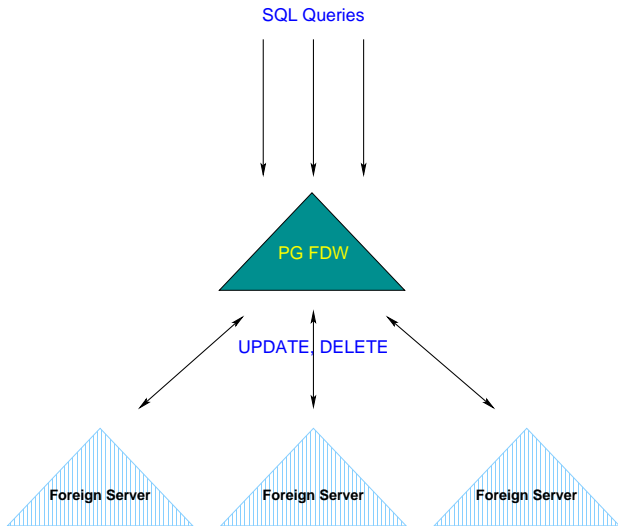 SQL Queries
PG FDW
UPDATE, DELETE
Foreign Server
Foreign Server
Foreign Server